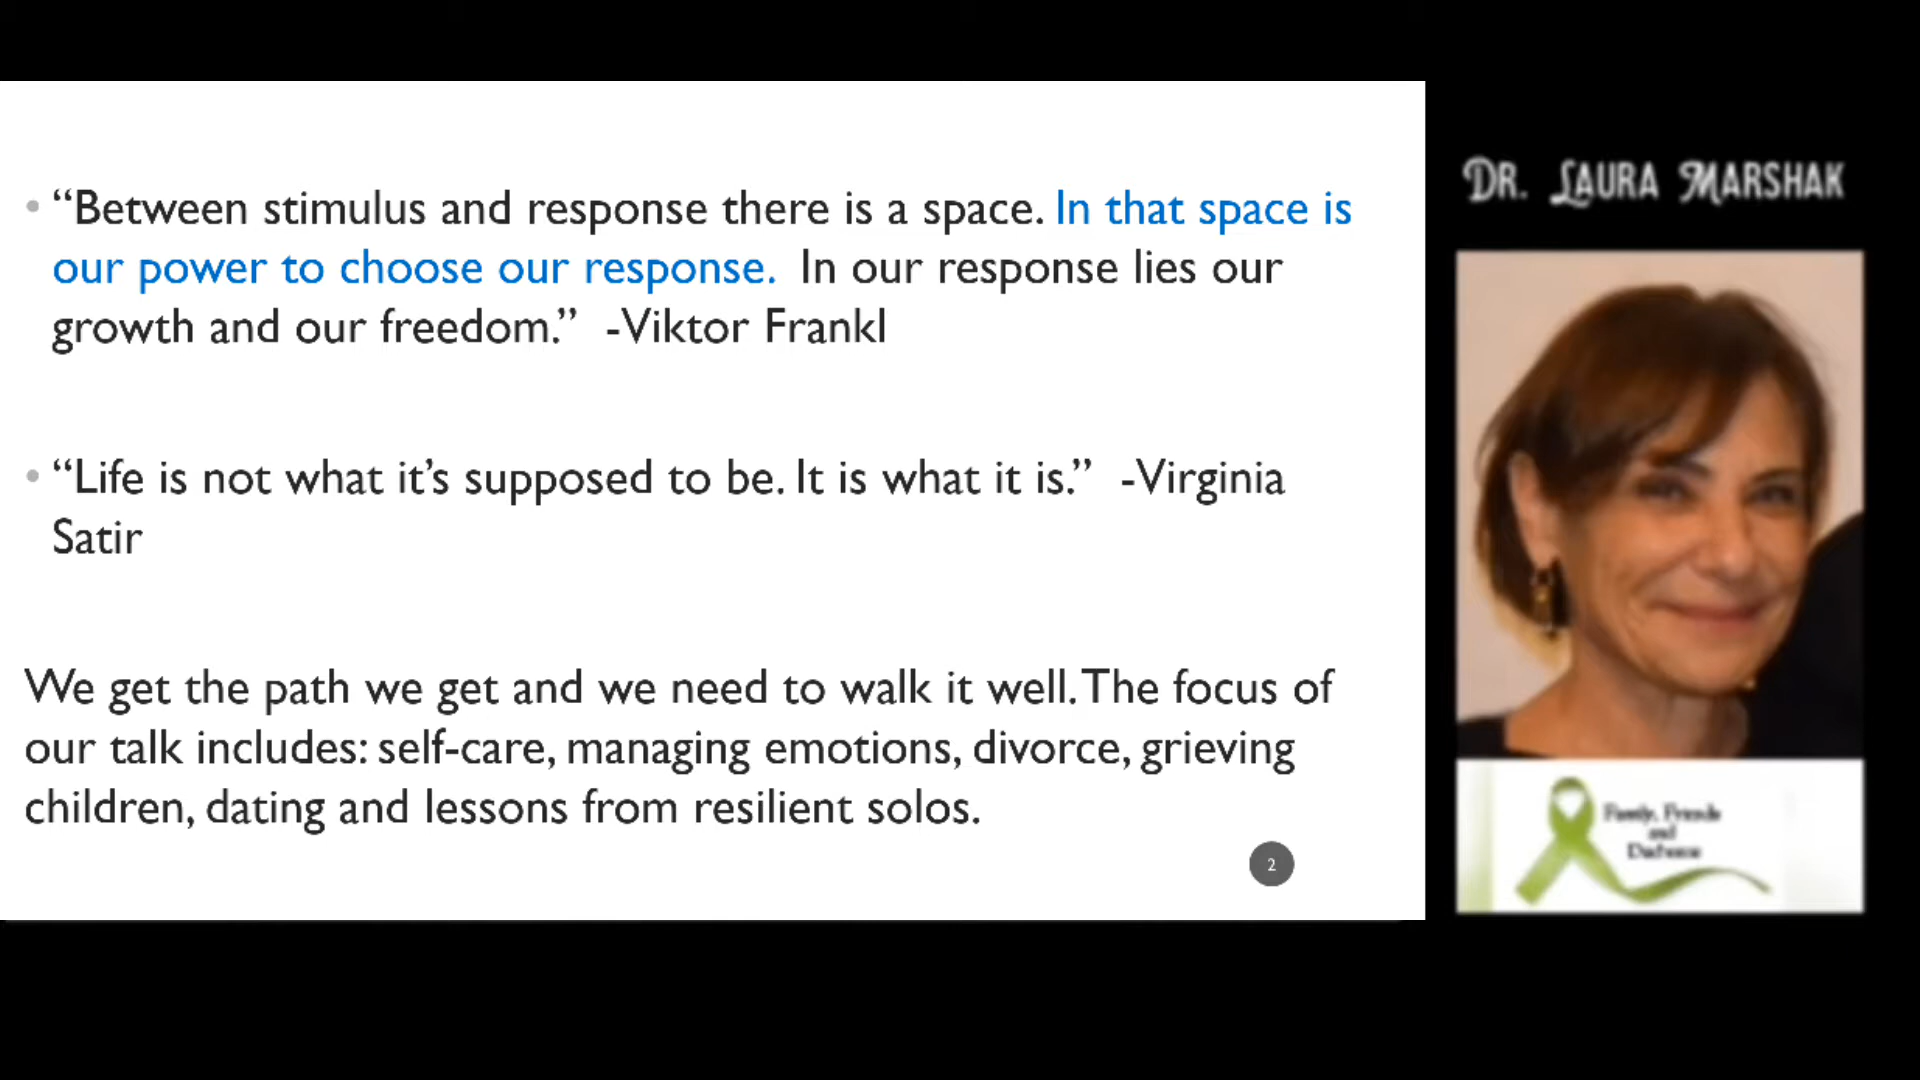 • “Between stimulus and response there is a space. In that space is
our power to choose our response. In our response lies our
growth and our freedom.” -Viktor Frankl
• “Life is not what it’s supposed to be. It is what it is.” -Virginia
Satir
We get the path we get and we need to walk it well. The focus of
our talk includes: self-care, managing emotions, divorce, grieving
children, dating and lessons from resilient solos.
2
DR. LAURA MARSHAK
Family, Friends
and
Duchenne